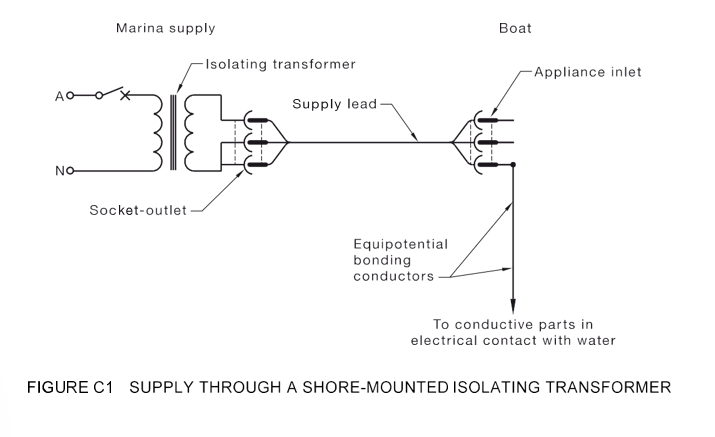 Marina supply
Boat
Isolating transformer
Appliance inlet
A
Supply lead
N
Socket-outlet
Equipotential
bonding
conductors
To conductive parts in
electrical contact with water
FIGURE C1 SUPPLY THROUGH A SHORE-MOUNTED ISOLATING TRANSFORMER